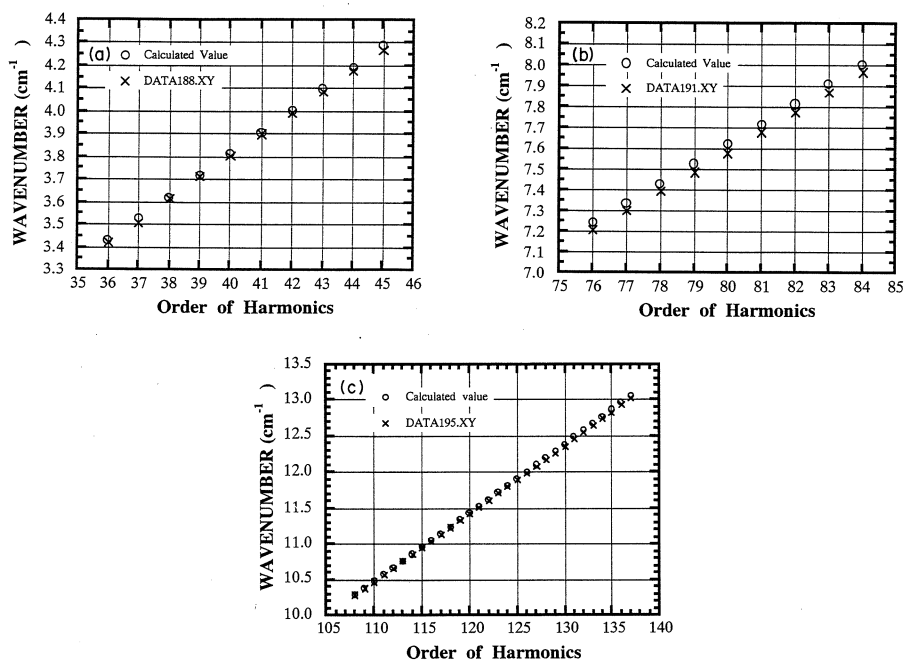 (a)
Calculated Value
DATA188.XY
WAVENUMBER (cm-1)
4.4
4.3
4.2
4.1
4.0
3.9
3.8
3.7
3.6
3.5
3.4
3.3
35 36 37 38 39 40 41 42 43 44 45 46
Order of Harmonics
(b)
Calculated Value
DATA191.XY
WAVENUMBER (cm-1)
8.2
8.1
8.0
7.9
7.8
7.7
7.6
7.5
7.4
7.3
7.2
7.1
7.0
75 76 77 78 79 80 81 82 83 84 85
Order of Harmonics
(c)
Calculated value
DATA195.XY
WAVENUMBER (cm-1)
13.5
13.0
12.5
12.0
11.5
11.0
10.5
10.0
105 110 115 120 125 130 135 140
Order of Harmonics